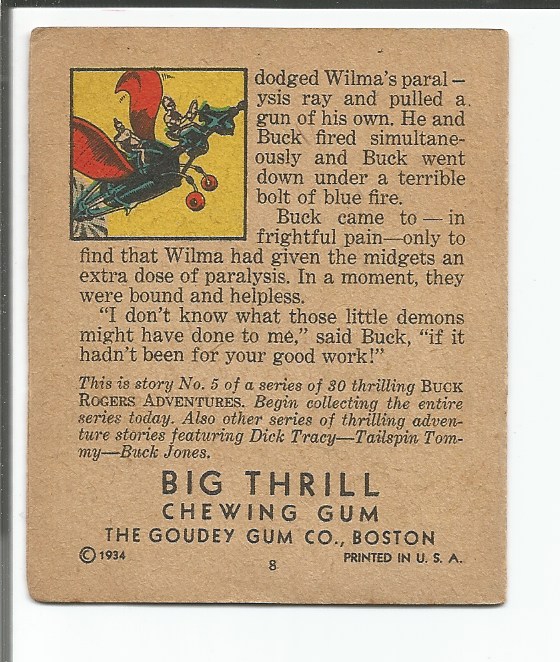 dodged Wilma's paral–
ysis ray and pulled a
gun of his own. He and
Buck fired simultane-
ously and Buck went
down under a terrible
bolt of blue fire.
Buck came to — in
frightful pain—only to
find that Wilma had given the midgets an
extra dose of paralysis. In a moment, they
were bound and helpless.
"I don't know what those little demons
might have done to me," said Buck, "if it
hadn't been for your good work!"
This is story No. 5 of a series of 30 thrilling BUCK
ROGERS ADVENTURES. Begin collecting the entire
series today. Also other series of thrilling adven-
ture stories featuring Dick Tracy—Tailspin Tom-
my—Buck Jones.
BIG THRILL
CHEWING GUM
THE GOUDEY GUM CO., BOSTON
© 1934 PRINTED IN U. S. A.
8